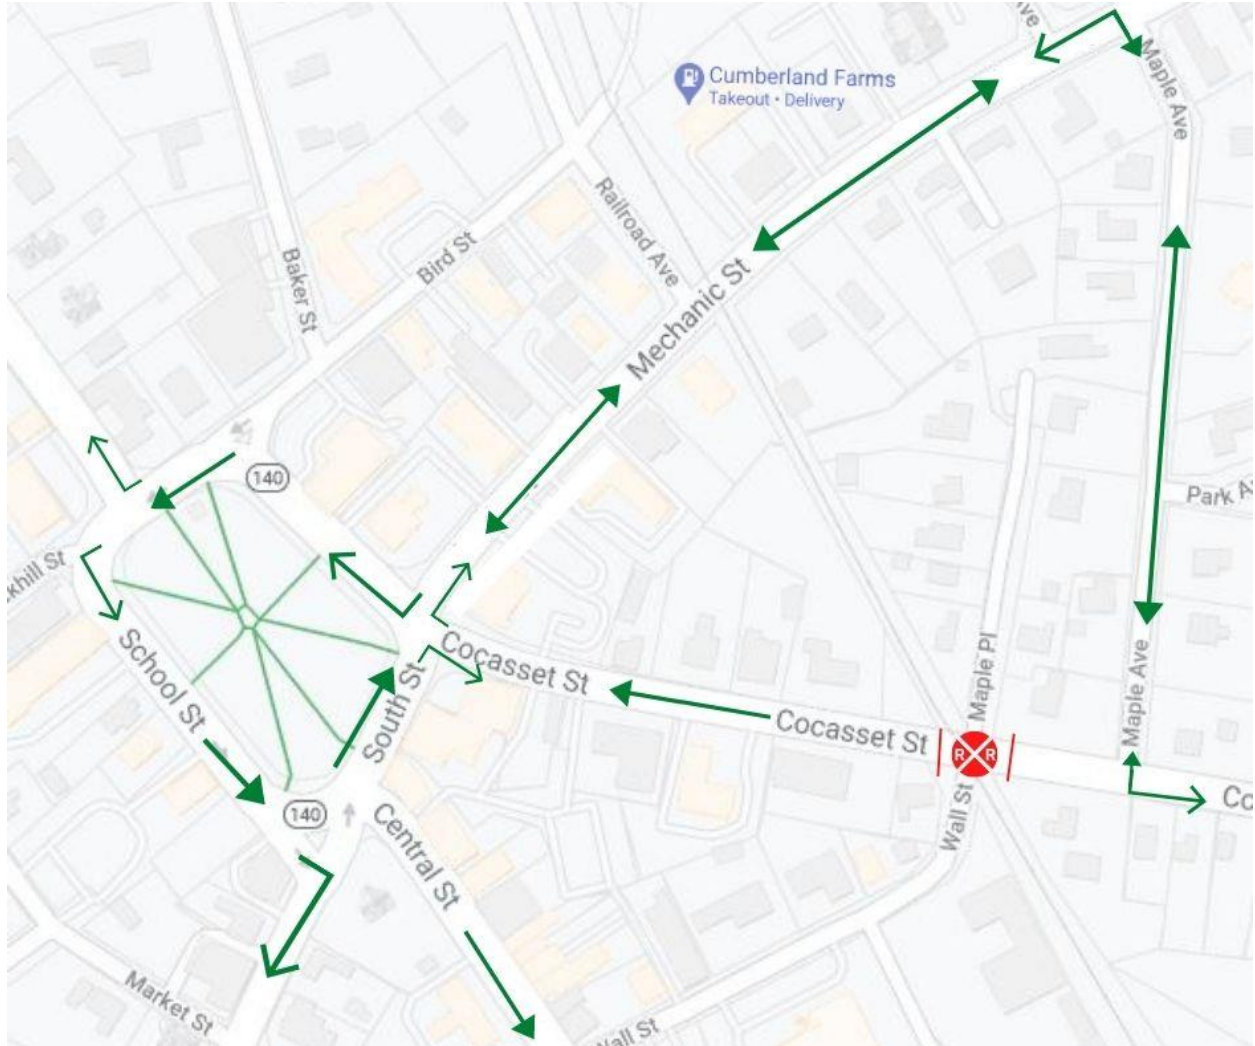 ve
Maple Ave
Cumberland Farms
Takeout • Delivery
Railroad Ave
Bird St
Baker St
Mechanic St
140
Park A
ckhill St
School St
South St
Cocasset St
Cocasset St
Maple Pl
Maple Ave
R R
Co
140
Central St
Wall St
Market St
Wall St